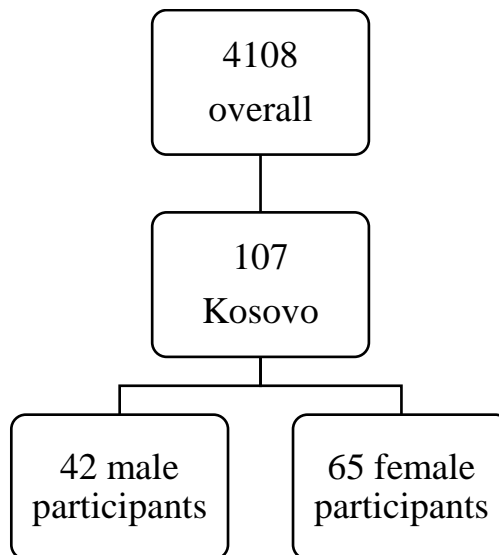 4108
overall
107
Kosovo
42 male
participants
65 female
participants